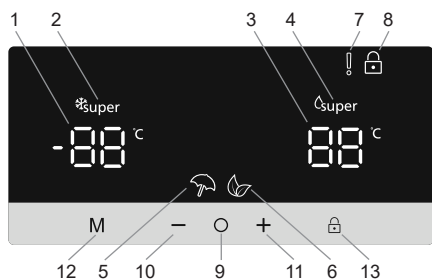 1 2 3 4 7 8
super super
-88 °C 88 °C
M − ○ +
12 5 10 9 11 6 13